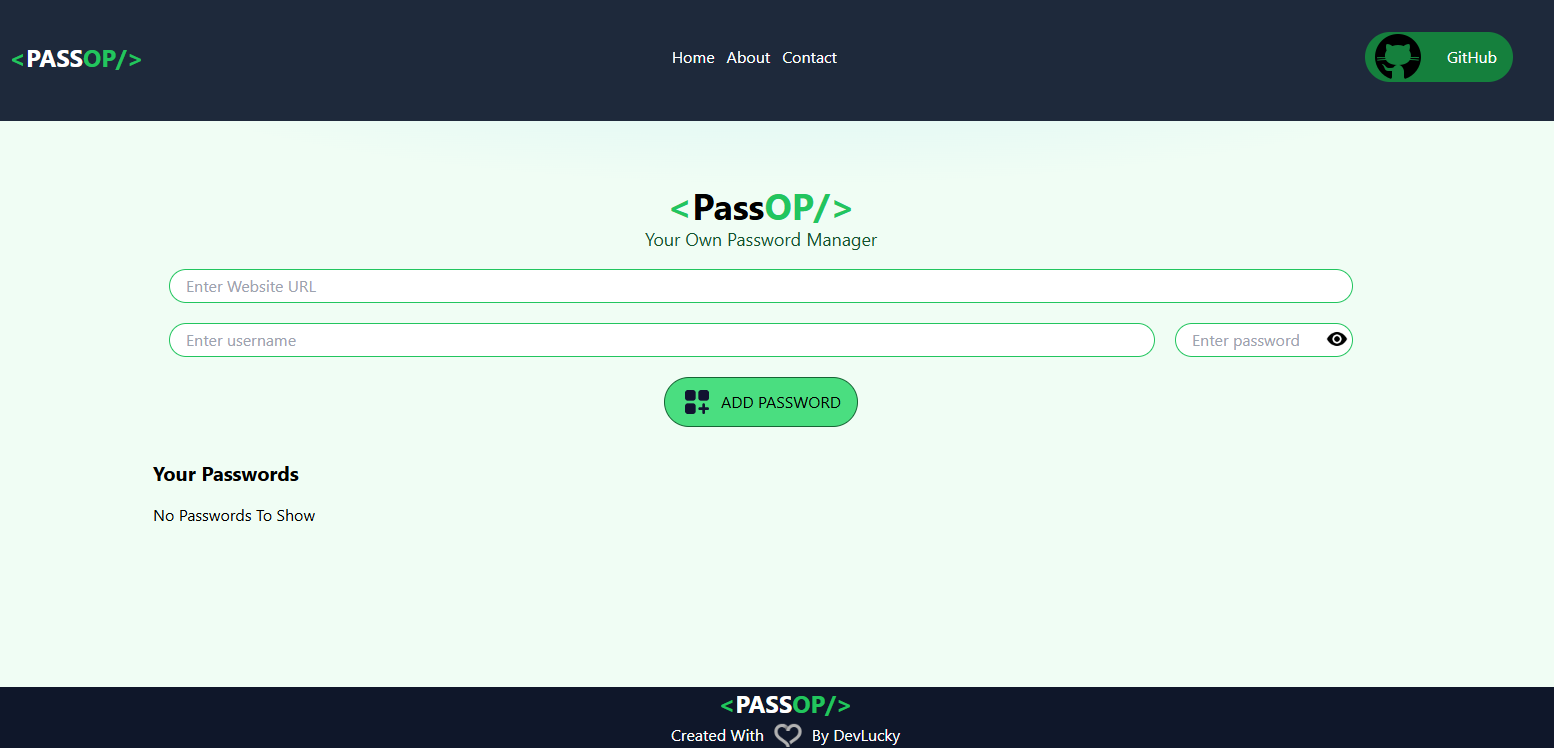 <PASSOP/>
Home About Contact
GitHub
<PassOP/>
Your Own Password Manager
Enter Website URL
Enter username
Enter password
ADD PASSWORD
Your Passwords
No Passwords To Show
<PASSOP/>
Created With By DevLucky